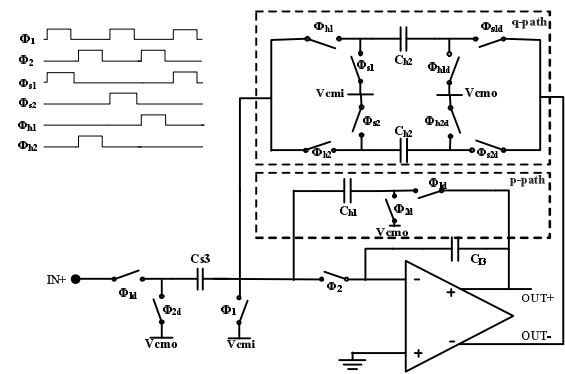 Φ1
Φ2
Φs1
Φs2
Φh1
Φh2
q-path
Φh1
Ch2
Φs1d
Φs1
Φh1d
Vcmi
Vcmo
Φs2
Φh2d
Φh2
Ch2
Φs2d
p-path
Ch1
Φ1d
Φ2d
Vcmo
CI3
Cs3
IN+
Φ1d
Φ2d
Vcmo
Φ1
Vcmi
Φ2
-
+
OUT+
+
-
OUT-